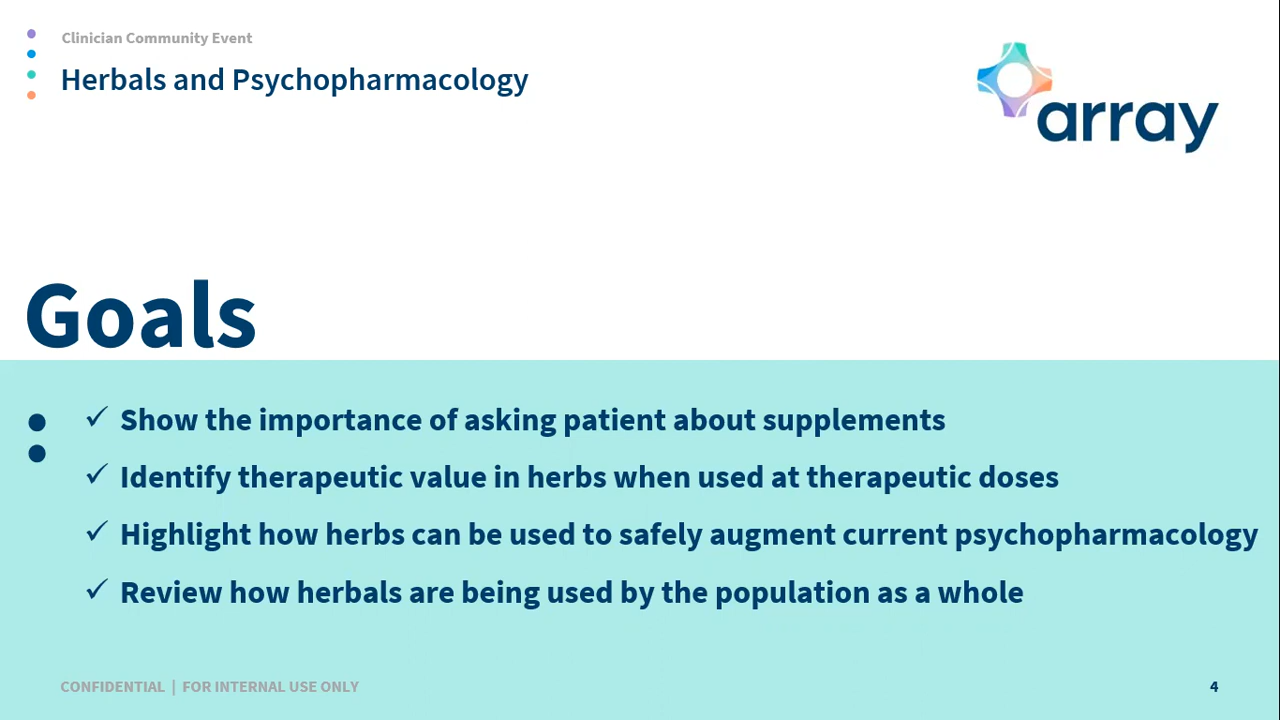 Clinician Community Event
Herbals and Psychopharmacology
array
Goals
✓ Show the importance of asking patient about supplements
✓ Identify therapeutic value in herbs when used at therapeutic doses
✓ Highlight how herbs can be used to safely augment current psychopharmacology
✓ Review how herbals are being used by the population as a whole
CONFIDENTIAL | FOR INTERNAL USE ONLY
4